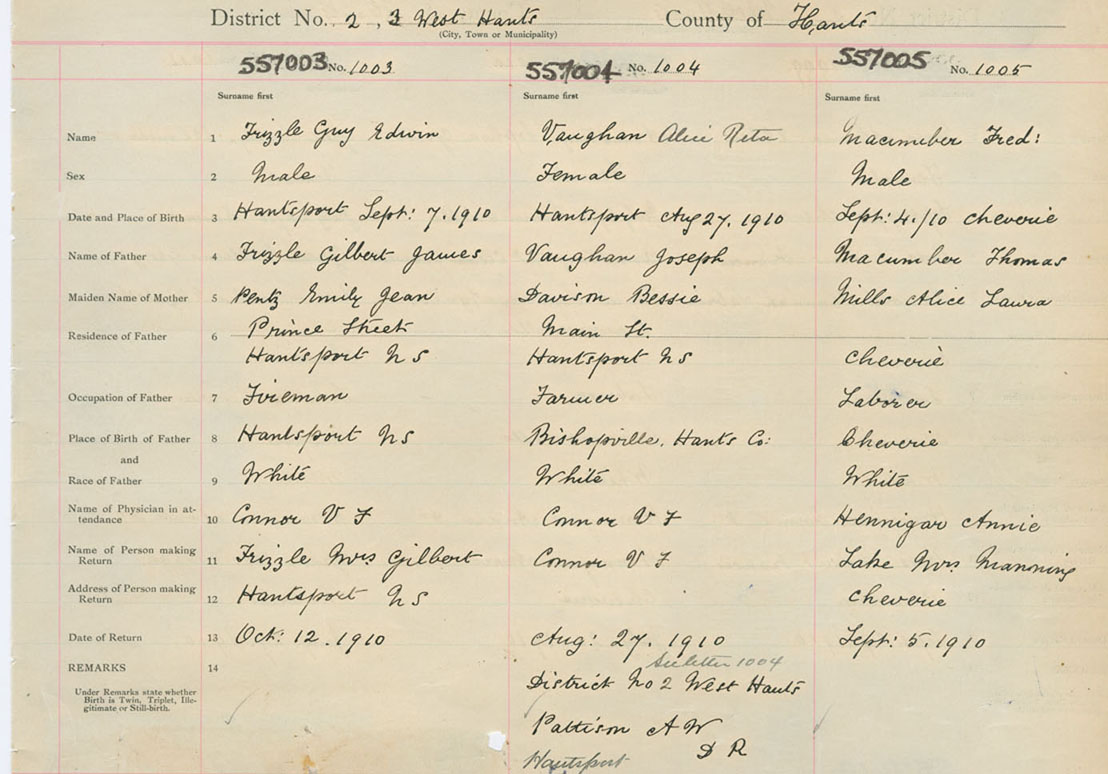 District No. 2, 3 West Hants County of Hants
(City, Town or Municipality)
557003 No. 1003 557004 No. 1004 557005 No. 1005
Surname first Surname first Surname first
Name 1 Frizzle Guy Edwin Vaughan Alice Reta Macumber Fred:
Sex 2 Male Female Male
Date and Place of Birth 3 Hantsport Sept: 7. 1910 Hantsport Aug 27. 1910 Sept: 4./10 Cheverie
Name of Father 4 Frizzle Gilbert James Vaughan Joseph Macumber Thomas
Maiden Name of Mother 5 Pentz Emily Jean Davison Bessie Mills Alice Laura
Residence of Father 6 Prince Street Main St.
Hantsport N S Hantsport N S Cheverie
Occupation of Father 7 Fireman Farmer Laborer
Place of Birth of Father 8 Hantsport N S Bishopville, Hants Co: Cheverie
and
Race of Father 9 White White White
Name of Physician in at-
tendance 10 Connor V F Connor V F Hennigar Annie
Name of Person making
Return 11 Frizzle Mrs Gilbert Connor V F Lake Mrs Manning
Address of Person making
Return 12 Hantsport N S Cheverie
Date of Return 13 Oct: 12. 1910 Aug: 27. 1910 Sept: 5. 1910
See letter 1004
REMARKS 14
District No 2 West Hants
Under Remarks state whether
Birth is Twin, Triplet, Ille-
gitimate or Still-birth.
Pattison A W
D R
Hantsport